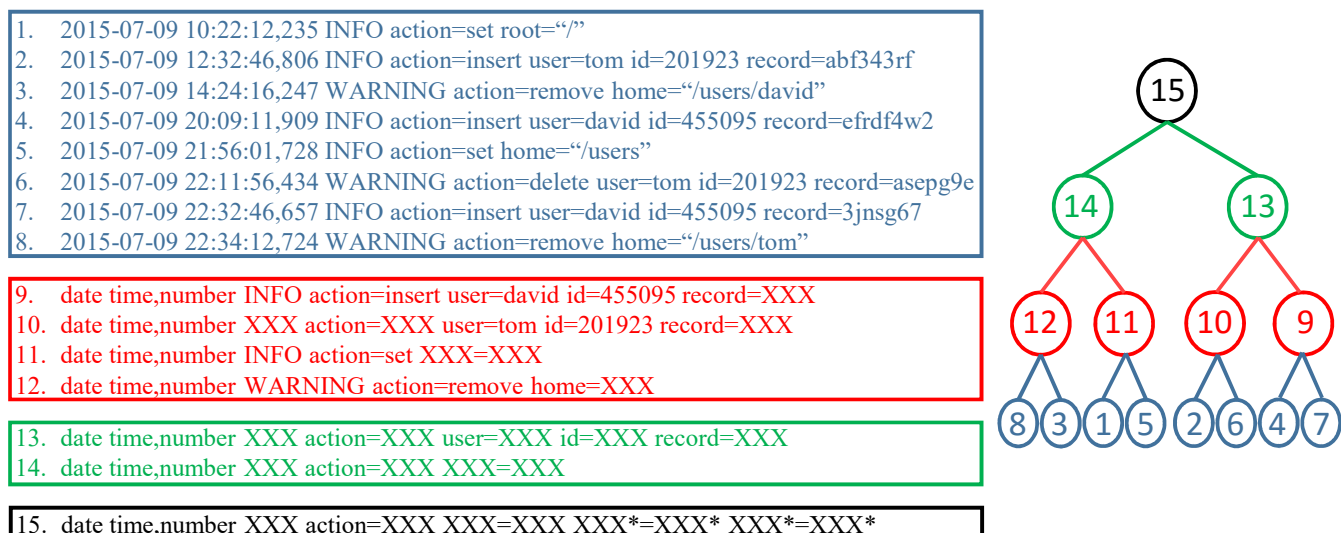 1. 2015-07-09 10:22:12,235 INFO action=set root=“/”
2. 2015-07-09 12:32:46,806 INFO action=insert user=tom id=201923 record=abf343rf
3. 2015-07-09 14:24:16,247 WARNING action=remove home=“/users/david”
4. 2015-07-09 20:09:11,909 INFO action=insert user=david id=455095 record=efrdf4w2
5. 2015-07-09 21:56:01,728 INFO action=set home=“/users”
6. 2015-07-09 22:11:56,434 WARNING action=delete user=tom id=201923 record=asepg9e
7. 2015-07-09 22:32:46,657 INFO action=insert user=david id=455095 record=3jnsg67
8. 2015-07-09 22:34:12,724 WARNING action=remove home=“/users/tom”
9. date time,number INFO action=insert user=david id=455095 record=XXX
10. date time,number XXX action=XXX user=tom id=201923 record=XXX
11. date time,number INFO action=set XXX=XXX
12. date time,number WARNING action=remove home=XXX
13. date time,number XXX action=XXX user=XXX id=XXX record=XXX
14. date time,number XXX action=XXX XXX=XXX
15. date time,number XXX action=XXX XXX=XXX XXX*=XXX* XXX*=XXX*
15
14 13
12 11 10 9
8 3 1 5 2 6 4 7